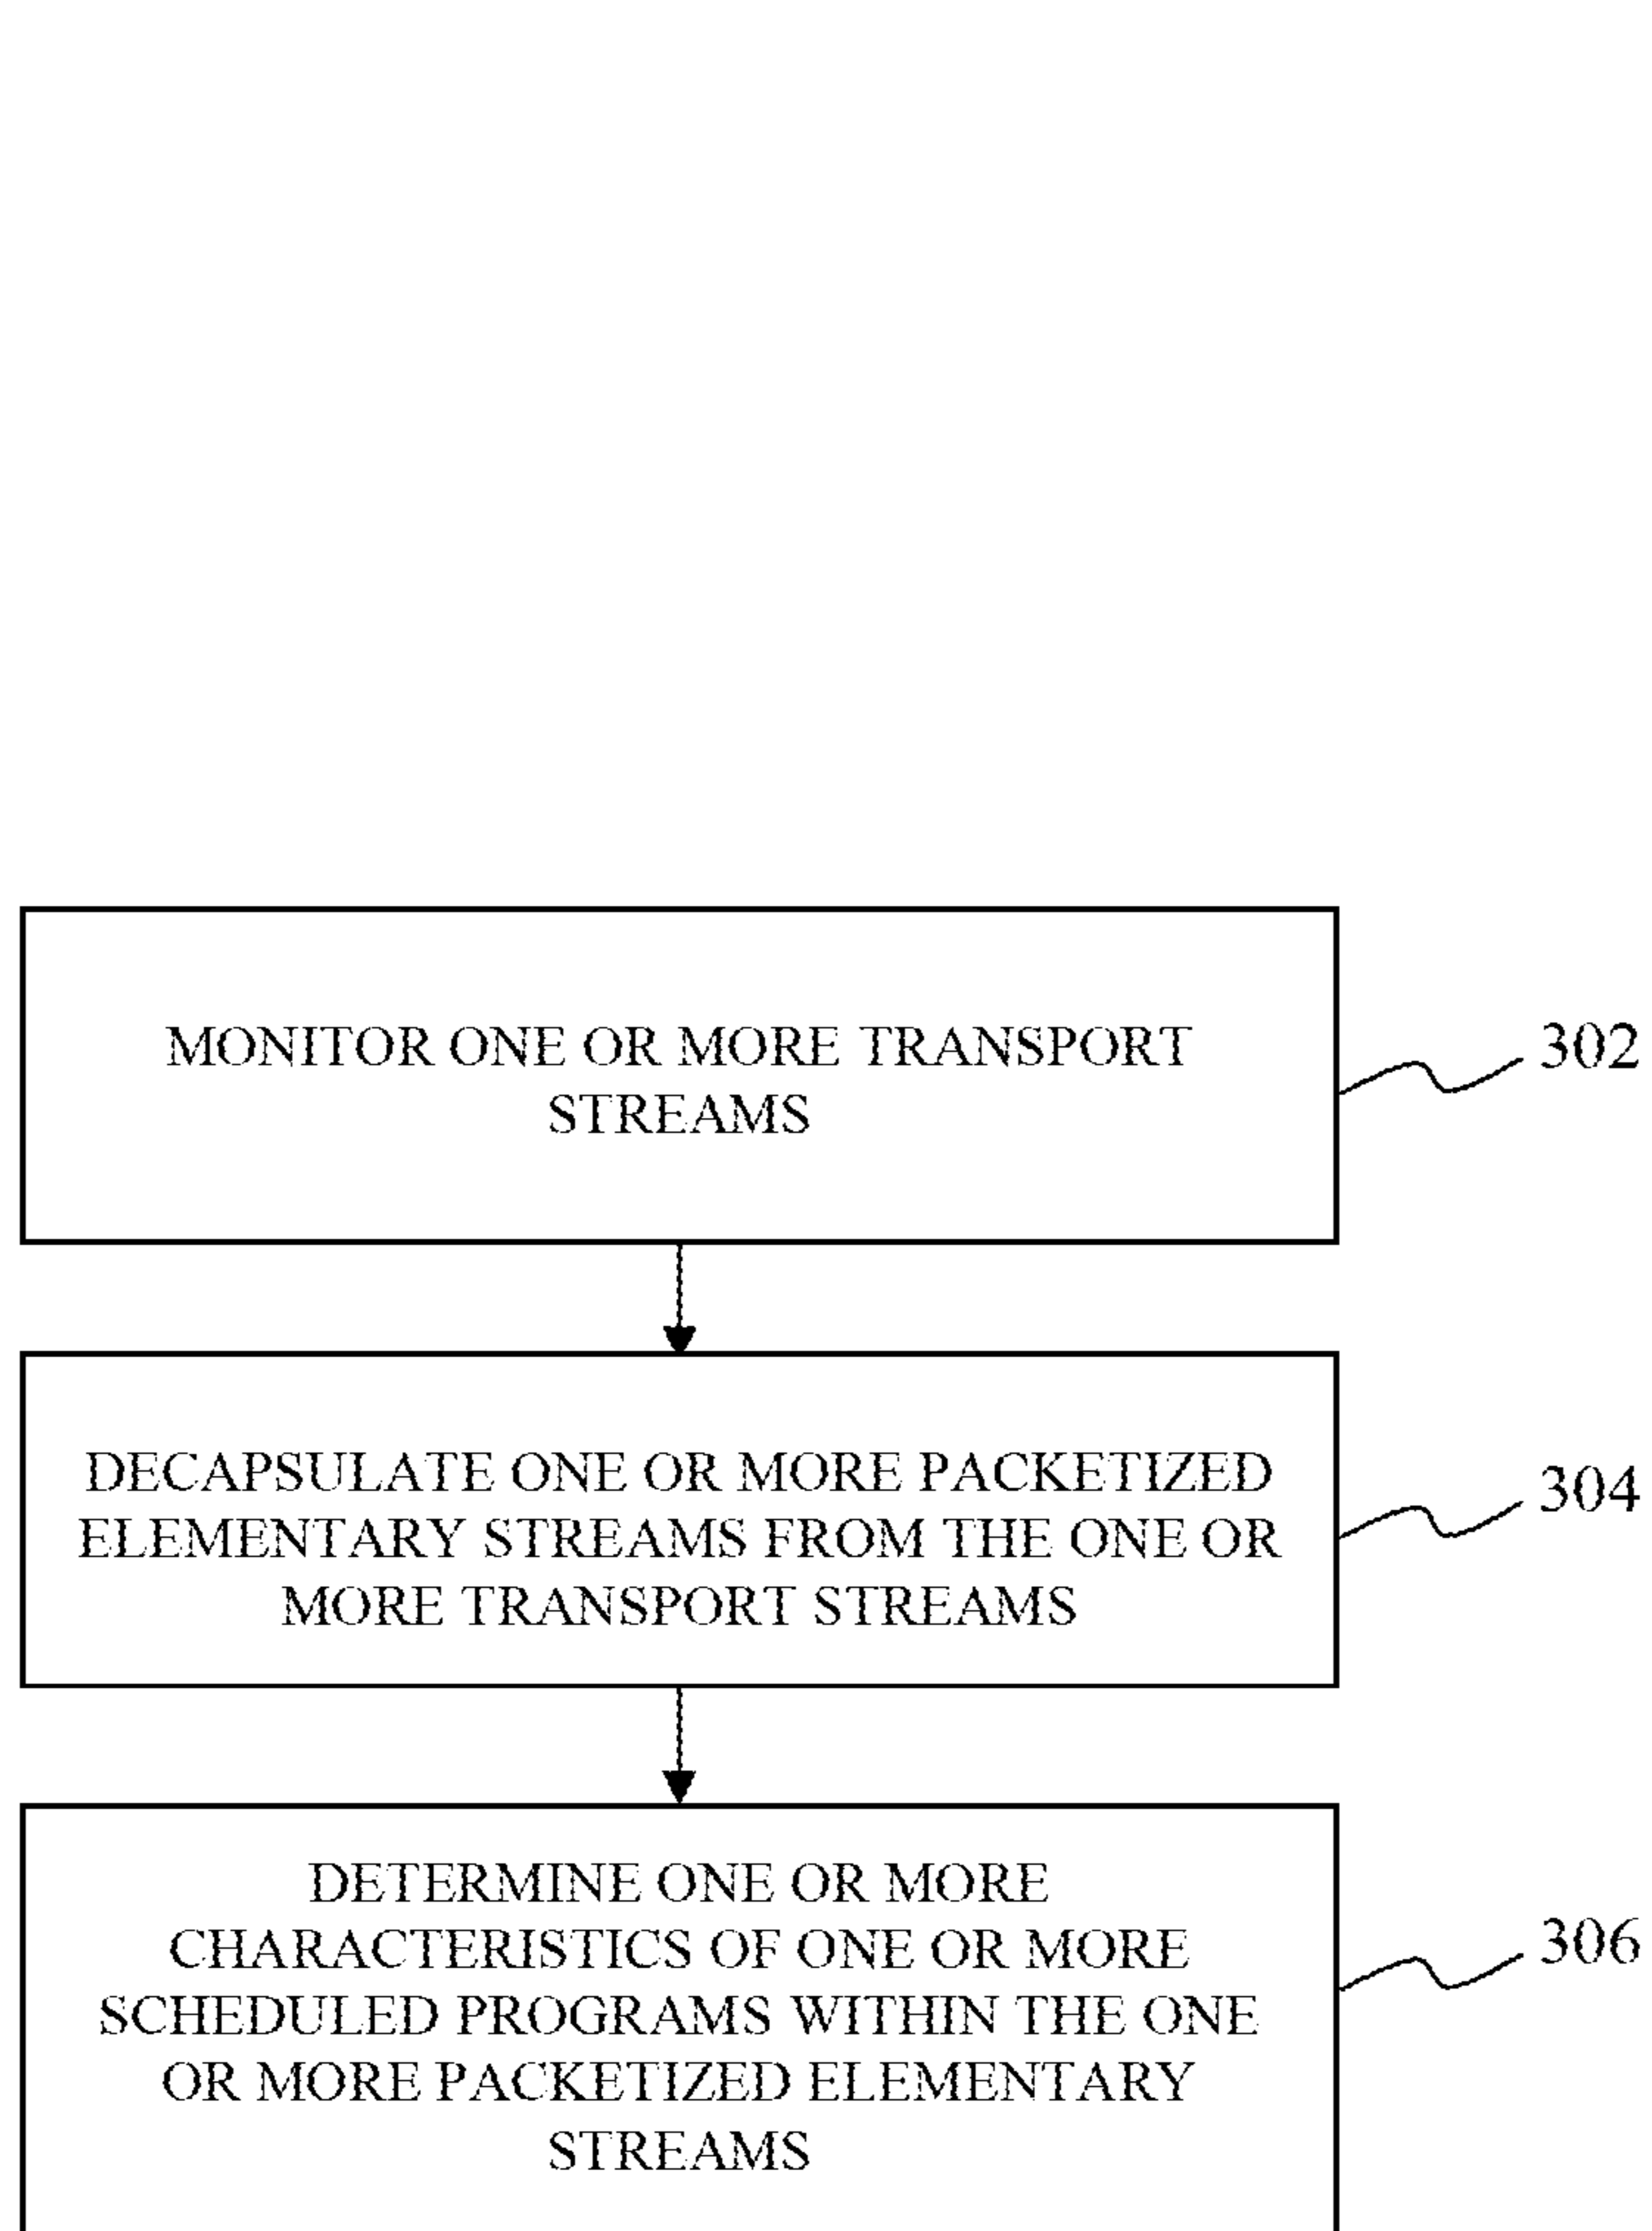 MONITOR ONE OR MORE TRANSPORT
STREAMS
302
DECAPSULATE ONE OR MORE PACKETIZED
ELEMENTARY STREAMS FROM THE ONE OR
MORE TRANSPORT STREAMS
304
DETERMINE ONE OR MORE
CHARACTERISTICS OF ONE OR MORE
SCHEDULED PROGRAMS WITHIN THE ONE
OR MORE PACKETIZED ELEMENTARY
STREAMS
306